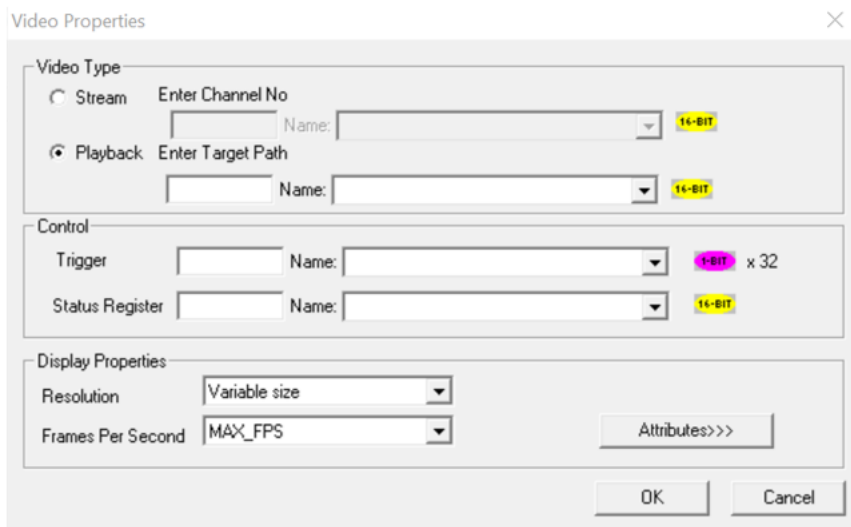 Video Properties
Video Type
Stream Enter Channel No
Name: 16-BIT
Playback Enter Target Path
Name: 16-BIT
Control
Trigger Name: 1-BIT x 32
Status Register Name: 16-BIT
Display Properties
Resolution Variable size
Frames Per Second MAX_FPS Attributes>>>
OK Cancel